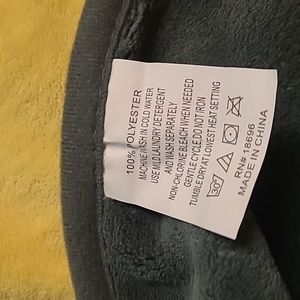 100% POLYESTER
MACHINE WASH IN COLD WATER
USE MILD LAUNDRY DETERGENT
AND WASH SEPARATELY
NON-CHLORINE BLEACH WHEN NEEDED
GENTLE CYCLE.DO NOT IRON
TUMBLE DRY AT LOWEST HEAT SETTING
30°
RN# 18696
MADE IN CHINA